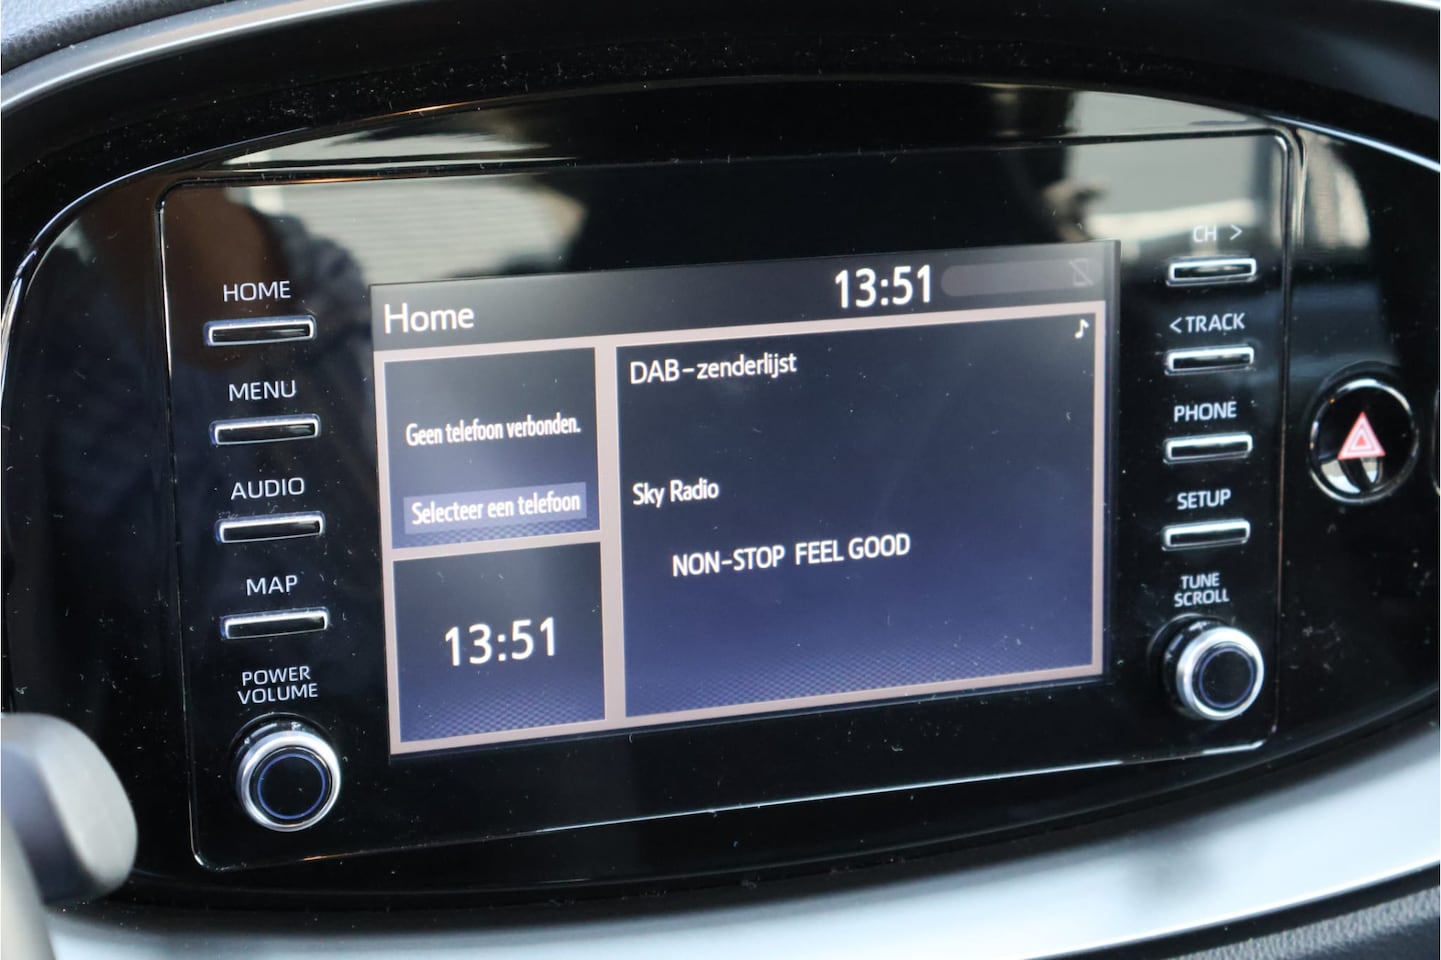 HOME
MENU
AUDIO
MAP
POWER
VOLUME
Home
13:51
Geen telefoon verbonden.
Selecteer een telefoon
13:51
DAB-zenderlijst
Sky Radio
NON-STOP FEEL GOOD
CH >
<TRACK
PHONE
SETUP
TUNE
SCROLL